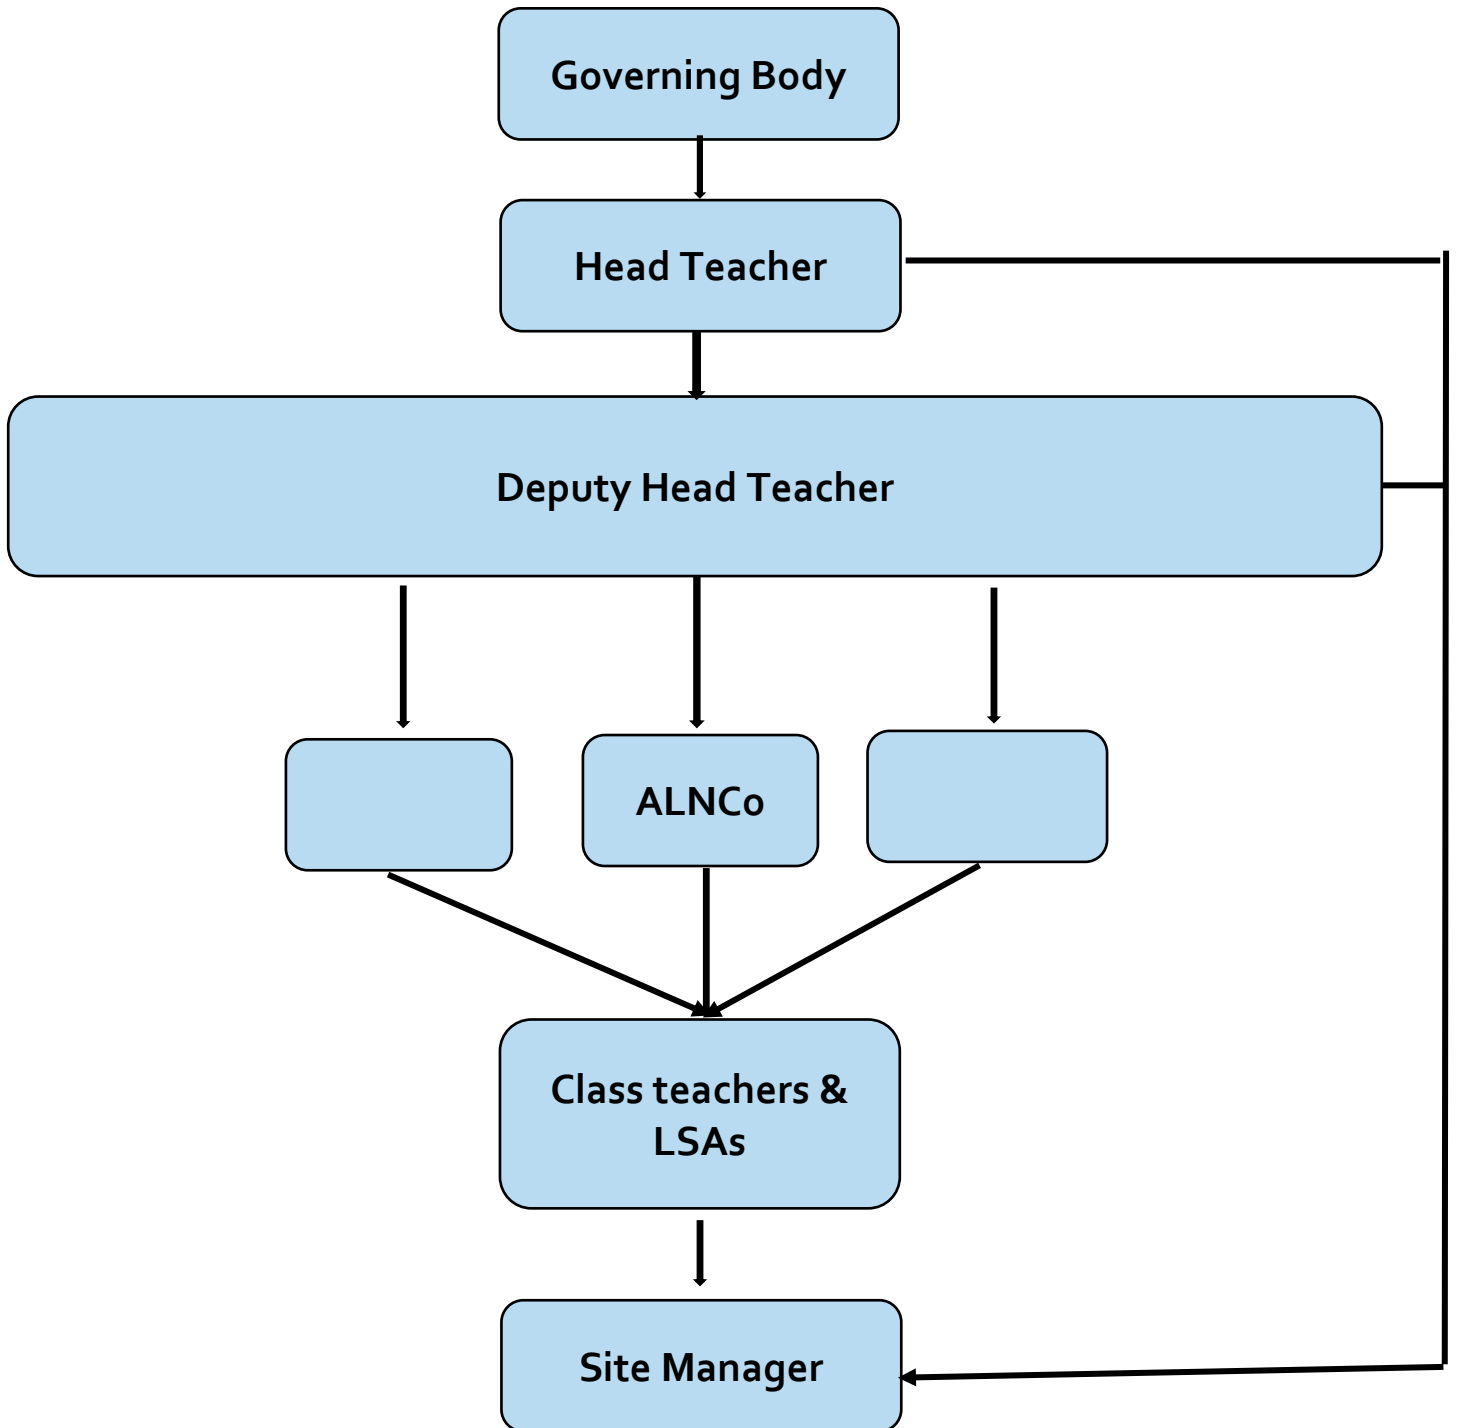 Governing Body
Head Teacher
Deputy Head Teacher
ALNCo
Class teachers &
LSAs
Site Manager